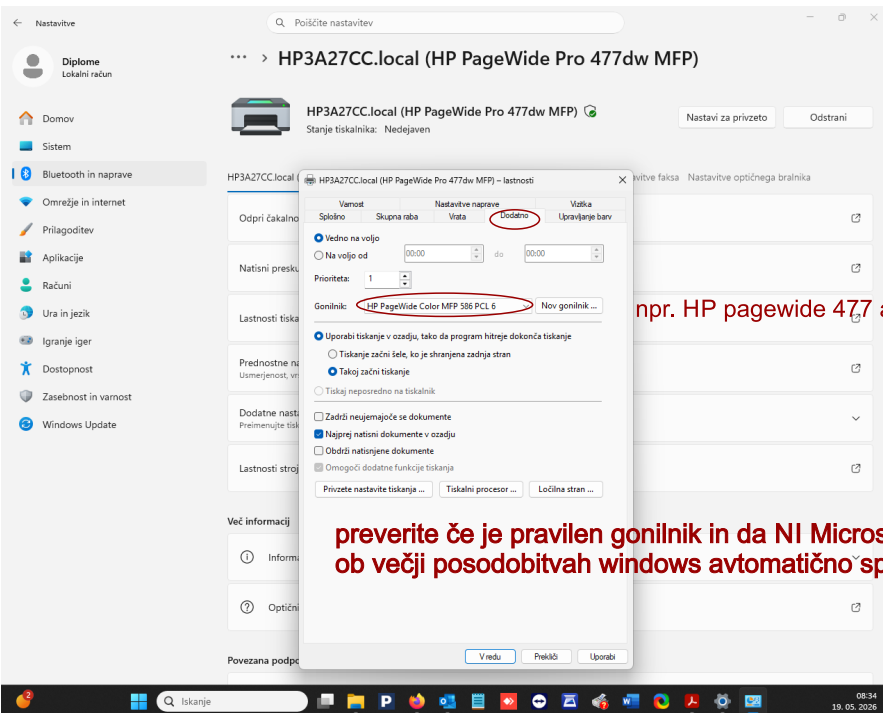 Nastavitve
Poiščite nastavitev
Diplome
Lokalni račun
Domov
Sistem
Bluetooth in naprave
Omrežje in internet
Prilagoditev
Aplikacije
Računi
Ura in jezik
Igranje iger
Dostopnost
Zasebnost in varnost
Windows Update
··· > HP3A27CC.local (HP PageWide Pro 477dw MFP)
HP3A27CC.local (HP PageWide Pro 477dw MFP)
Stanje tiskalnika: Nedejaven
Nastavi za privzeto
Odstrani
HP3A27CC.local (
avitve faksa Nastavitve optičnega bralnika
Odpri čakalno
Natisni presku
Lastnosti tiska
Prednostne na
Usmerjenost, vr
Dodatne nasta
Preimenujte tisk
Lastnosti stroj
Več informacij
Informa
Optični
Povezana podpo
HP3A27CC.local (HP PageWide Pro 477dw MFP) – lastnosti
Varnost Nastavitve naprave Vizitka
Splošno Skupna raba Vrata Dodatno Upravljanje barv
Vedno na voljo
Na voljo od 00:00 do 00:00
Prioriteta: 1
Gonilnik: HP PageWide Color MFP 586 PCL 6 Nov gonilnik ...
npr. HP pagewide 477 a
Uporabi tiskanje v ozadju, tako da program hitreje dokonča tiskanje
Tiskanje začni šele, ko je shranjena zadnja stran
Takoj začni tiskanje
Tiskaj neposredno na tiskalnik
Zadrži neujemajoče se dokumente
Najprej natisni dokumente v ozadju
Obdrži natisnjene dokumente
Omogoči dodatne funkcije tiskanja
Privzete nastavite tiskanja ... Tiskalni procesor ... Ločilna stran ...
preverite če je pravilen gonilnik in da NI Micros
ob večji posodobitvah windows avtomatično sp
V redu Prekliči Uporabi
2
Iskanje
08:34
19. 05. 2026